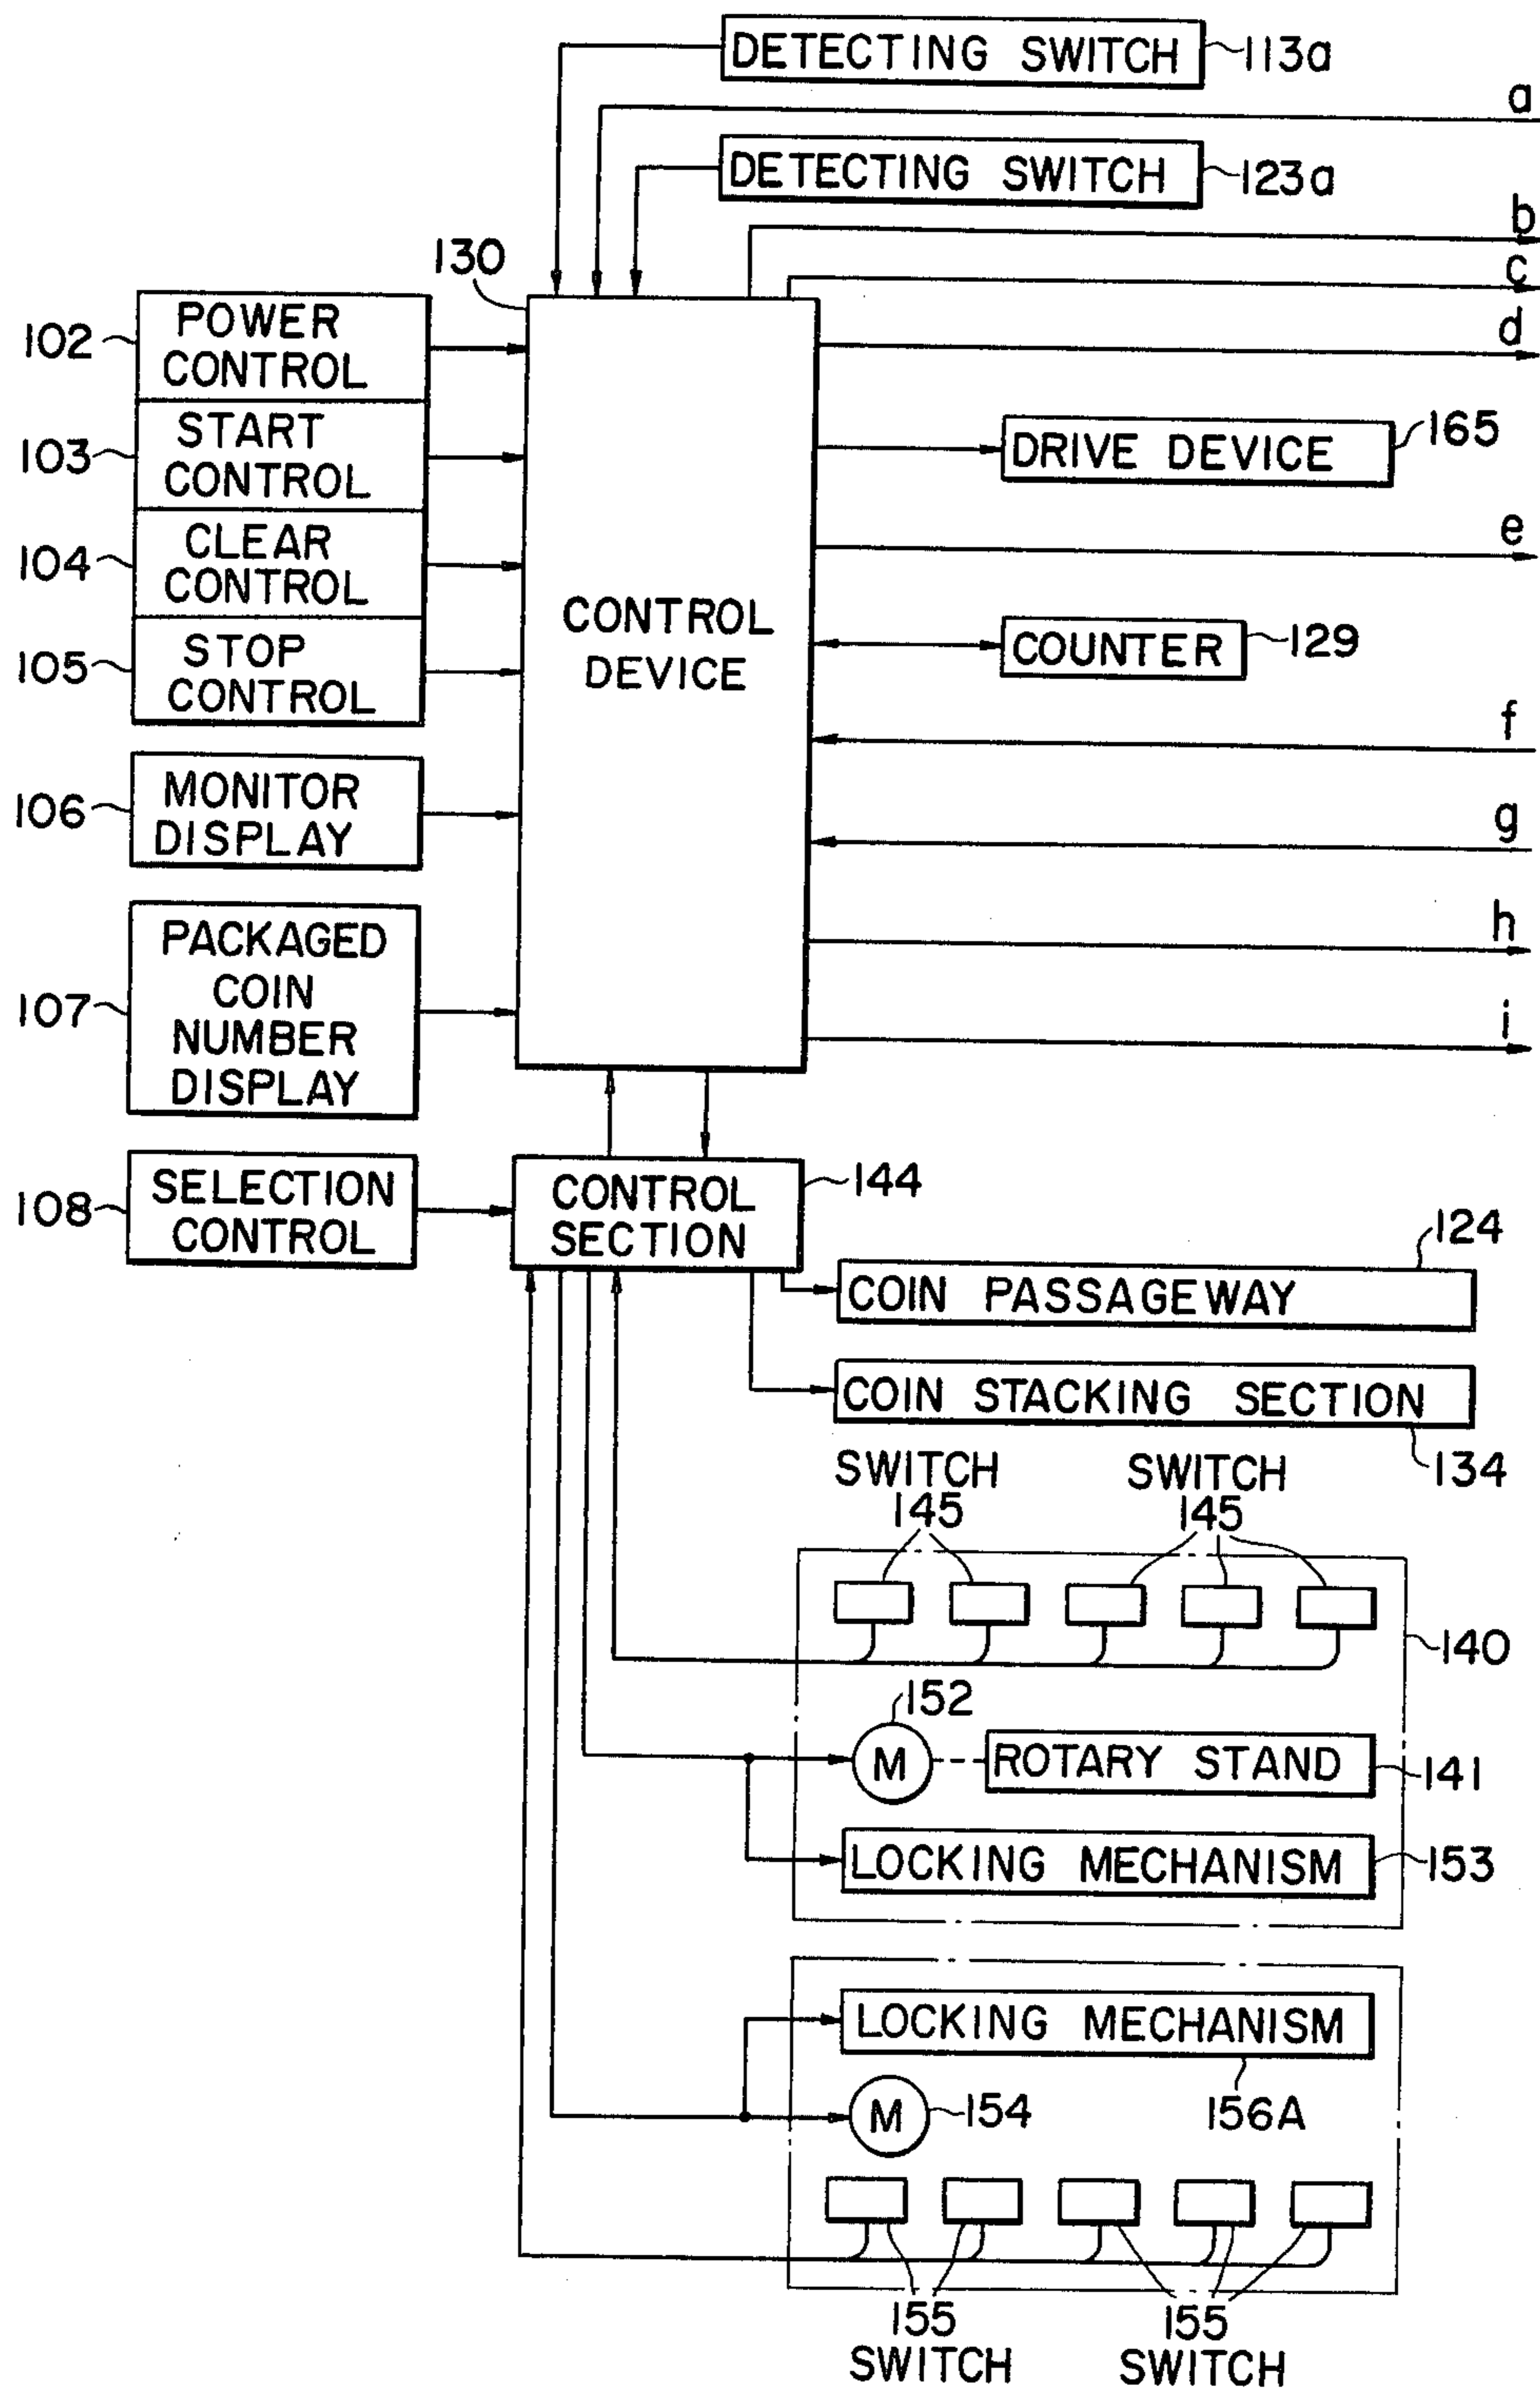 DETECTING SWITCH 113a
a
DETECTING SWITCH 123a
b
130
c
POWER
CONTROL
102
d
START
CONTROL
103
DRIVE DEVICE 165
CLEAR
CONTROL
104
e
CONTROL
DEVICE
STOP
CONTROL
105
COUNTER 129
f
MONITOR
DISPLAY
106
g
PACKAGED
COIN
NUMBER
DISPLAY
107
h
i
SELECTION
CONTROL
108
CONTROL
SECTION
144
124
COIN PASSAGEWAY
COIN STACKING SECTION
134
SWITCH SWITCH
145 145
140
152
M ROTARY STAND 141
LOCKING MECHANISM 153
LOCKING MECHANISM
156A
M 154
155 155
SWITCH SWITCH